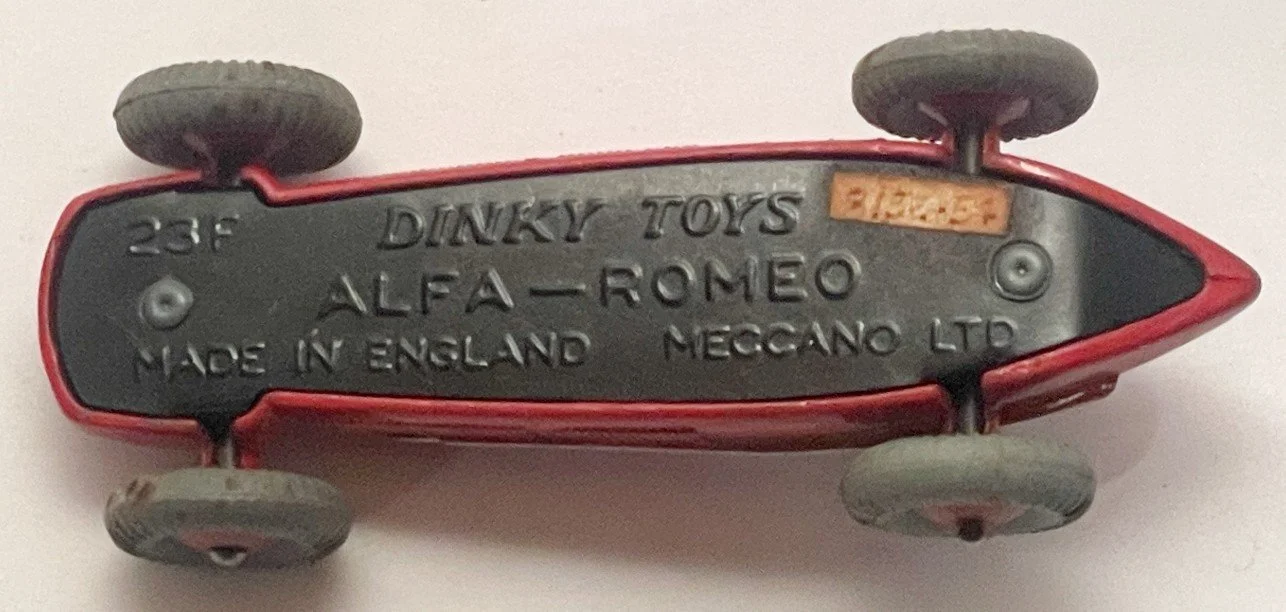 23F
DINKY TOYS
ALFA—ROMEO
MADE IN ENGLAND MECCANO LTD